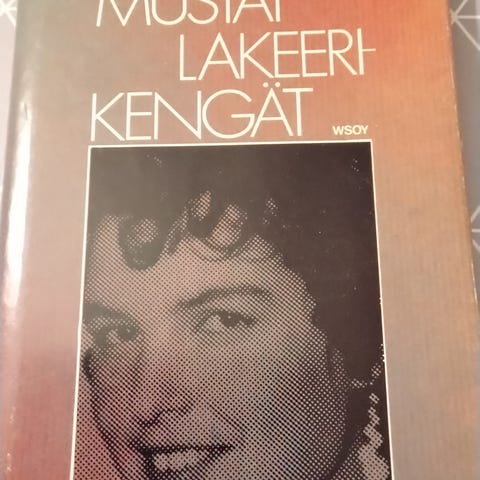 MUSTAT
LAKEERI-
KENGÄT
WSOY